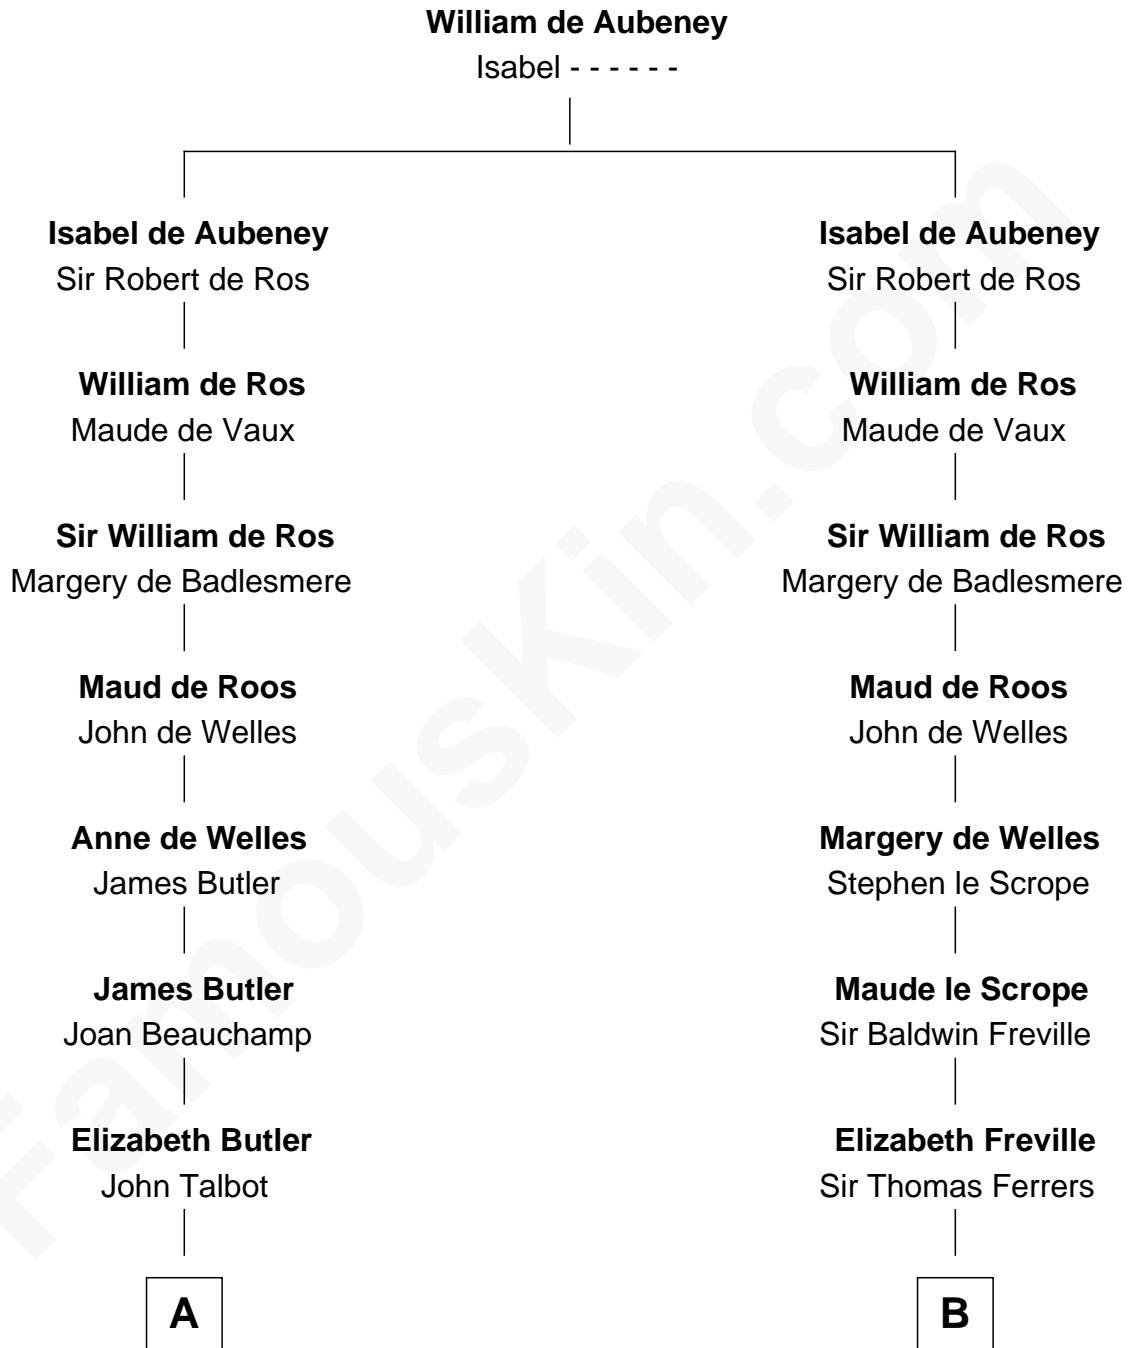 William de Aubeney
Isabel - - - - - -
Isabel de Aubeney
Sir Robert de Ros
William de Ros
Maude de Vaux
Sir William de Ros
Margery de Badlesmere
Maud de Roos
John de Welles
Anne de Welles
James Butler
James Butler
Joan Beauchamp
Elizabeth Butler
John Talbot
A
Isabel de Aubeney
Sir Robert de Ros
William de Ros
Maude de Vaux
Sir William de Ros
Margery de Badlesmere
Maud de Roos
John de Welles
Margery de Welles
Stephen le Scrope
Maude le Scrope
Sir Baldwin Freville
Elizabeth Freville
Sir Thomas Ferrers
B
FamousKin.com